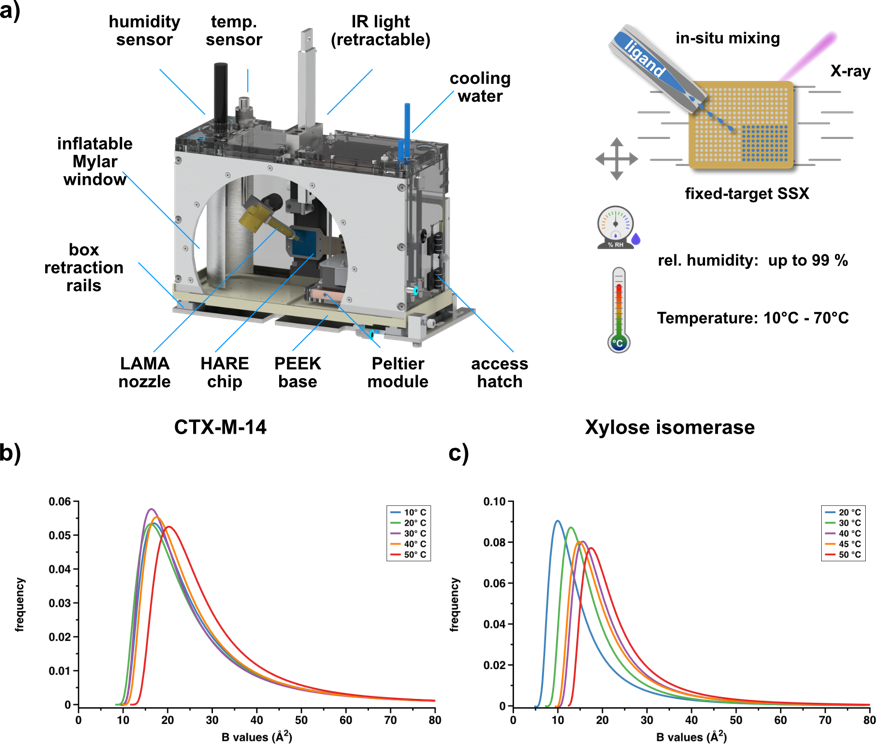 a)
humidity
sensor
temp.
sensor
IR light
(retractable)
cooling
water
inflatable
Mylar
window
box
retraction
rails
LAMA
nozzle
HARE
chip
PEEK
base
Peltier
module
access
hatch
in-situ mixing
ligand
X-ray
fixed-target SSX
% RH
rel. humidity: up to 99 %
°C
Temperature: 10°C - 70°C
CTX-M-14
b)
frequency
0.06
0.05
0.04
0.03
0.02
0.01
0
0 10 20 30 40 50 60 70 80
B values (Å²)
10° C
20° C
30° C
40° C
50° C
Xylose isomerase
c)
frequency
0.10
0.08
0.06
0.04
0.02
0
0 10 20 30 40 50 60 70 80
B values (Å²)
20 °C
30 °C
40 °C
45 °C
50 °C